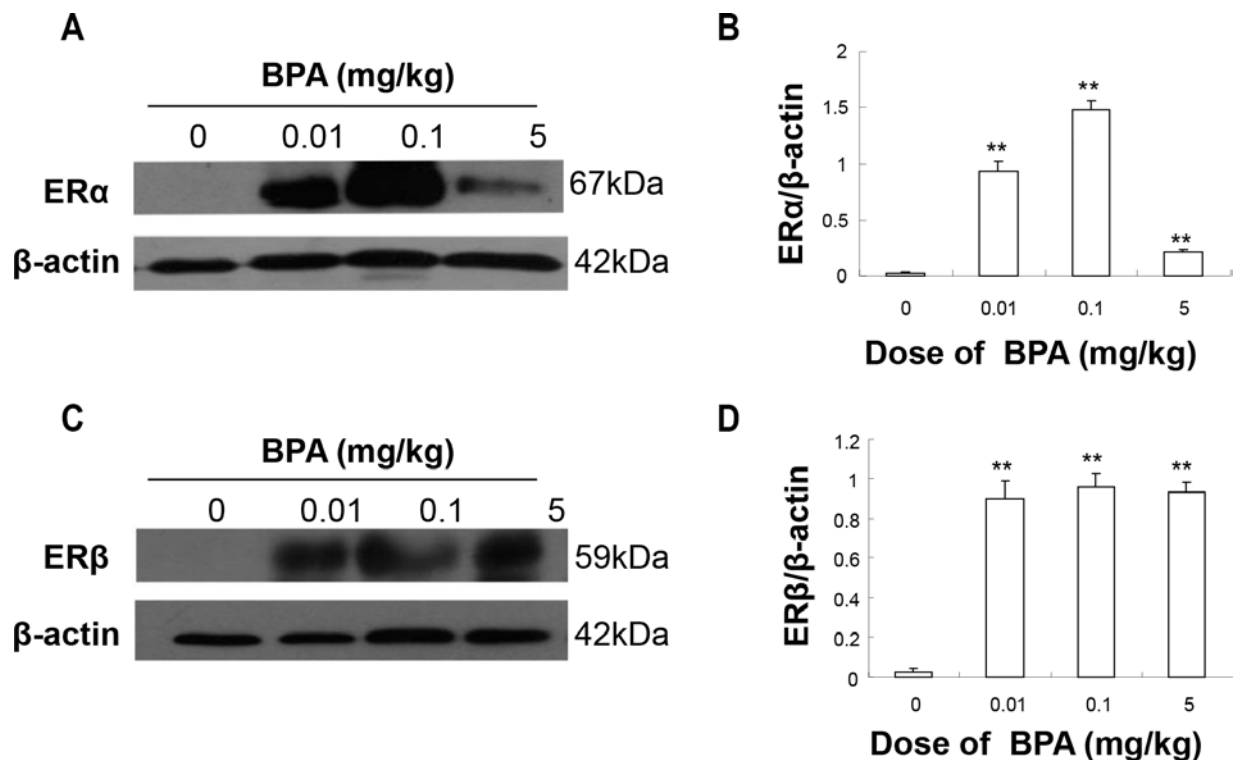 A
BPA (mg/kg)
0 0.01 0.1 5
ERα 67kDa
β-actin 42kDa
B
2
1.5
1
0.5
0
ERα/β-actin
** ** **
0 0.01 0.1 5
Dose of BPA (mg/kg)
C
BPA (mg/kg)
0 0.01 0.1 5
ERβ 59kDa
β-actin 42kDa
D
1.2
1
0.8
0.6
0.4
0.2
0
ERβ/β-actin
** ** **
0 0.01 0.1 5
Dose of BPA (mg/kg)